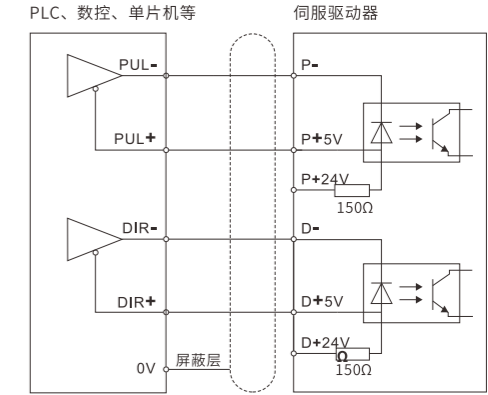 PLC、数控、单片机等
伺服驱动器
PUL-
P-
PUL+
P+5V
P+24V
150Ω
DIR-
D-
DIR+
D+5V
D+24V
Ω
150Ω
0V
屏蔽层